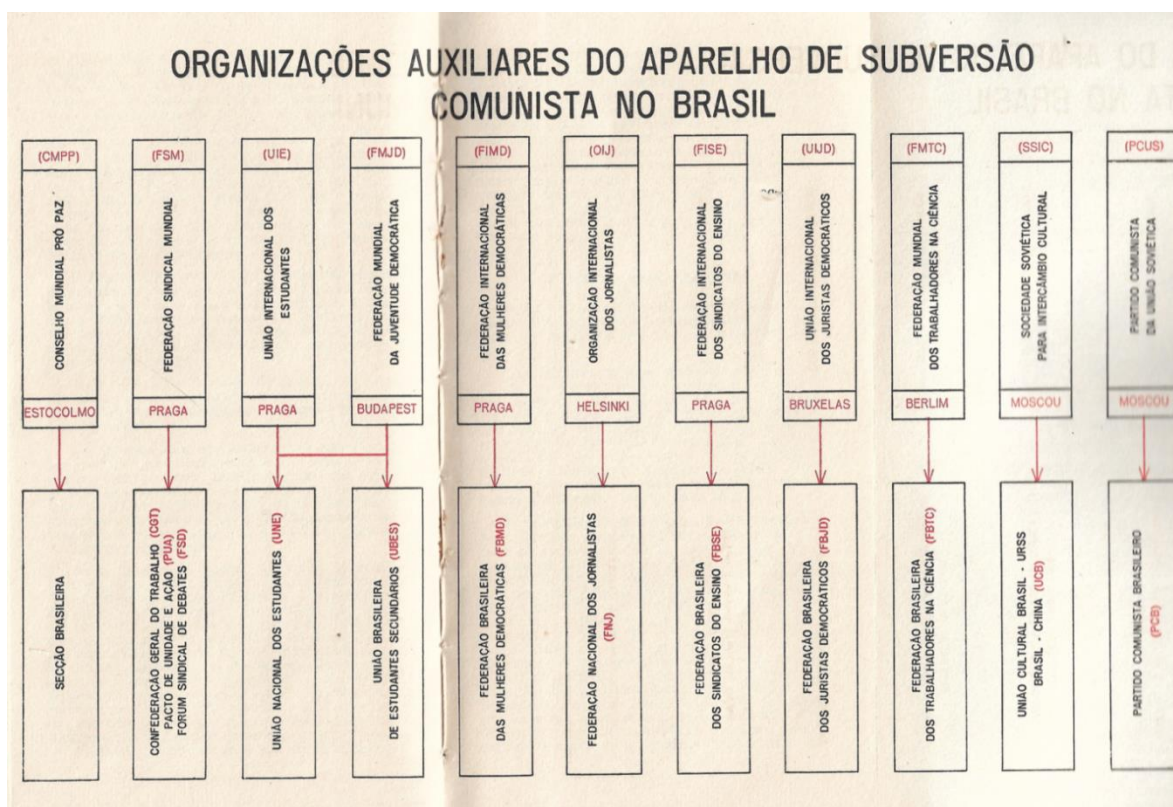 ORGANIZAÇÕES AUXILIARES DO APARELHO DE SUBVERSÃO
COMUNISTA NO BRASIL
(CMPP)
CONSELHO MUNDIAL PRÓ PAZ
ESTOCOLMO
SECÇÃO BRASILEIRA
(FSM)
FEDERAÇÃO SINDICAL MUNDIAL
PRAGA
CONFEDERAÇÃO GERAL DO TRABALHO (CGT)
PACTO DE UNIDADE E AÇÃO (PUA)
FORUM SINDICAL DE DEBATES (FSD)
(UIE)
UNIÃO INTERNACIONAL DOS
ESTUDANTES
PRAGA
UNIÃO NACIONAL DOS ESTUDANTES (UNE)
(FMJD)
FEDERAÇÃO MUNDIAL
DA JUVENTUDE DEMOCRÁTICA
BUDAPEST
UNIÃO BRASILEIRA
DE ESTUDANTES SECUNDÁRIOS (UBES)
(FIMD)
FEDERAÇÃO INTERNACIONAL
DAS MULHERES DEMOCRÁTICAS
PRAGA
FEDERAÇÃO BRASILEIRA
DAS MULHERES DEMOCRÁTICAS (FBMD)
(OIJ)
ORGANIZAÇÃO INTERNACIONAL
DOS JORNALISTAS
HELSINKI
FEDERAÇÃO NACIONAL DOS JORNALISTAS
(FNJ)
(FISE)
FEDERAÇÃO INTERNACIONAL
DOS SINDICATOS DO ENSINO
PRAGA
FEDERAÇÃO BRASILEIRA
DOS SINDICATOS DO ENSINO (FBSE)
(UIJD)
UNIÃO INTERNACIONAL
DOS JURISTAS DEMOCRÁTICOS
BRUXELAS
FEDERAÇÃO BRASILEIRA
DOS JURISTAS DEMOCRÁTICOS (FBJD)
(FMTC)
FEDERAÇÃO MUNDIAL
DOS TRABALHADORES NA CIÊNCIA
BERLIM
FEDERAÇÃO BRASILEIRA
DOS TRABALHADORES NA CIÊNCIA (FBTC)
(SSIC)
SOCIEDADE SOVIÉTICA
PARA INTERCÂMBIO CULTURAL
MOSCOU
UNIÃO CULTURAL BRASIL - URSS
BRASIL - CHINA (UCB)
(PCUS)
PARTIDO COMUNISTA
DA UNIÃO SOVIÉTICA
MOSCOU
PARTIDO COMUNISTA BRASILEIRO
(PCB)